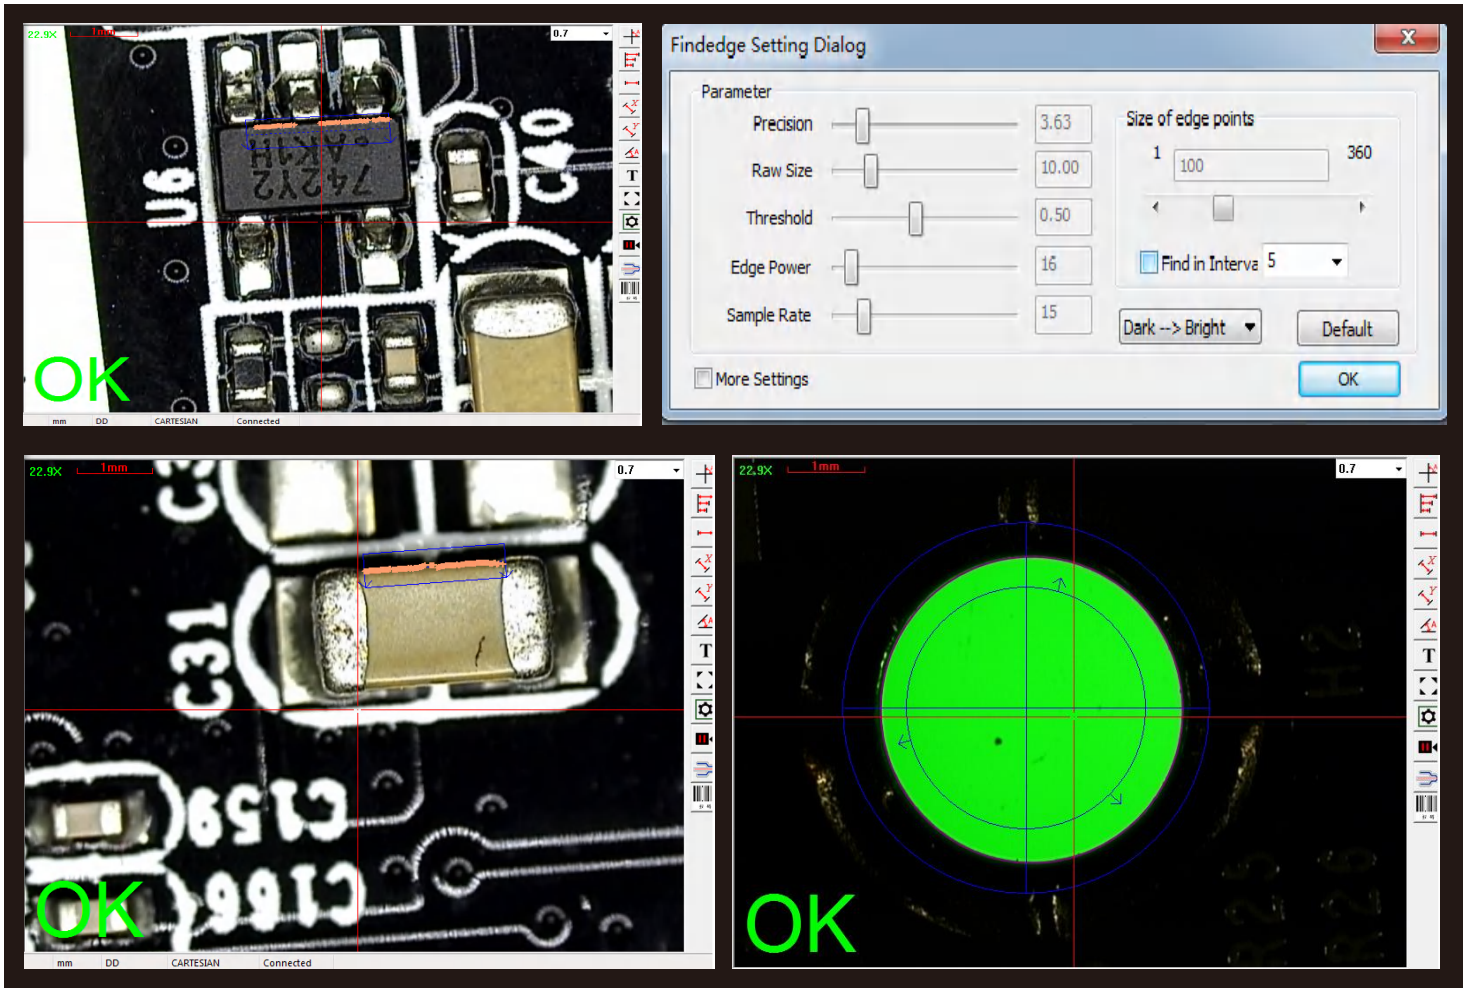 22.9X
1mm
0.7
U6
C40
AK1H
742Y2
OK
mm DD CARTESIAN Connected
Findedge Setting Dialog
Parameter
Precision 3.63
Raw Size 10.00
Threshold 0.50
Edge Power 16
Sample Rate 15
Size of edge points
1 100 360
Find in Interva 5
Dark --> Bright
Default
More Settings
OK
22.9X
1mm
0.7
X
Y
A
T
C31
C159
C166
OK
mm DD CARTESIAN Connected
22.9X
1mm
0.7
X
Y
A
T
H2
R25
R26
OK